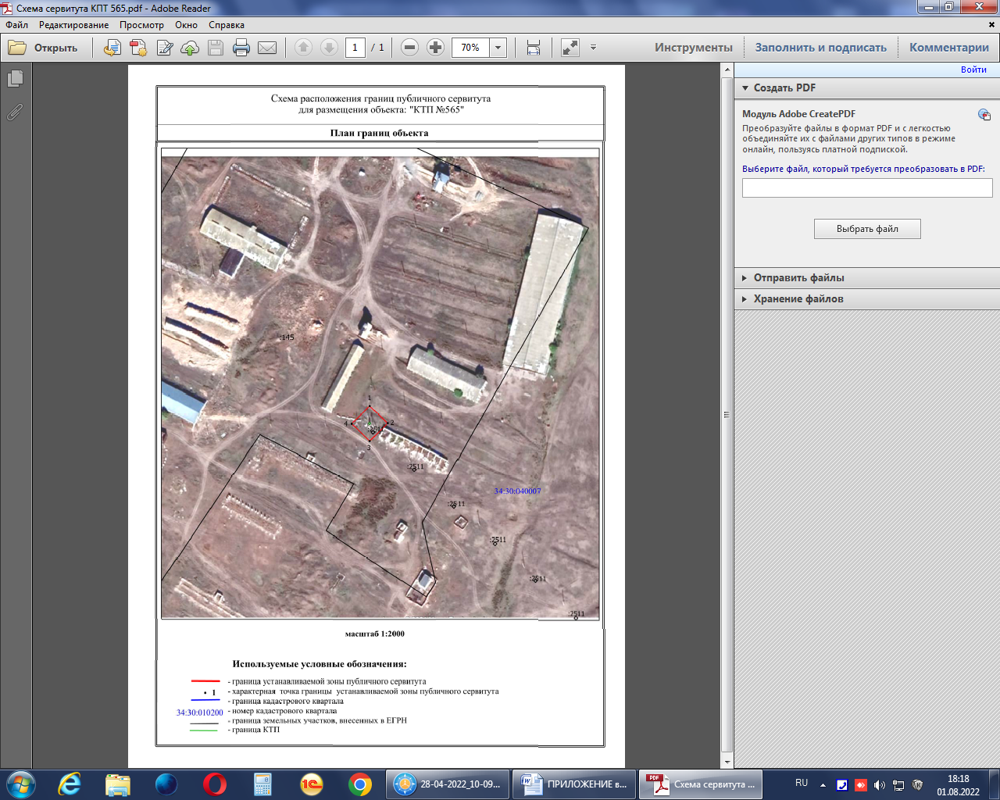 Схема сервитута КПТ 565.pdf - Adobe Reader
Файл Редактирование Просмотр Окно Справка
Открыть 1 / 1 70% Инструменты Заполнить и подписать Комментарии
Войти
Создать PDF
Модуль Adobe CreatePDF
Преобразуйте файлы в формат PDF и с легкостью
объединяйте их с файлами других типов в режиме
онлайн, пользуясь платной подпиской.
Выберите файл, который требуется преобразовать в PDF:
Выбрать файл
Отправить файлы
Хранение файлов
Схема расположения границ публичного сервитута
для размещения объекта: "КТП №565"
План границ объекта
:145
1
4
2
:2511
3
:2511
34:30:040007
:2511
:2511
:2511
:2511
масштаб 1:2000
Используемые условные обозначения:
- граница устанавливаемой зоны публичного сервитута
• 1 - характерная точка границы устанавливаемой зоны публичного сервитута
- граница кадастрового квартала
34:30:010200 - номер кадастрового квартала
- граница земельных участков, внесенных в ЕГРН
- граница КТП
28-04-2022_10-09... ПРИЛОЖЕНИЕ в... Схема сервитута ... RU 18:18
01.08.2022